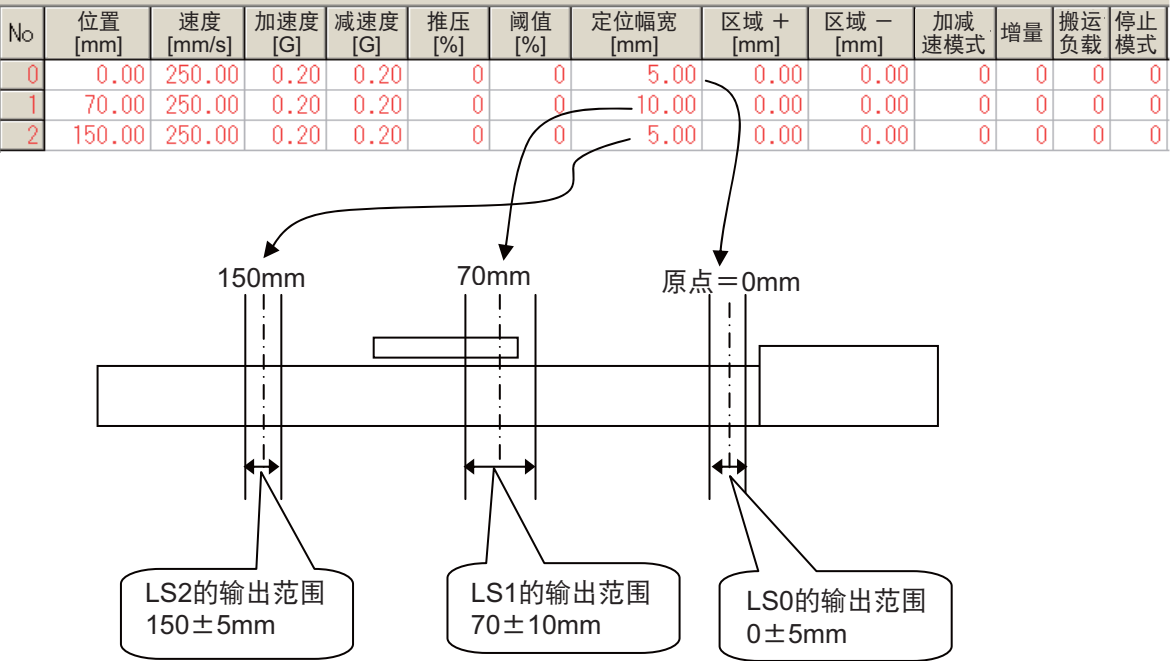 No 位置 [mm] 速度 [mm/s] 加速度 [G] 减速度 [G] 推压 [%] 阈值 [%] 定位幅宽 [mm] 区域 + [mm] 区域 － [mm] 加减速模式 增量 搬运负载 停止模式
0 0.00 250.00 0.20 0.20 0 0 5.00 0.00 0.00 0 0 0 0
1 70.00 250.00 0.20 0.20 0 0 10.00 0.00 0.00 0 0 0 0
2 150.00 250.00 0.20 0.20 0 0 5.00 0.00 0.00 0 0 0 0
150mm 70mm 原点＝0mm
LS2的输出范围
150±5mm
LS1的输出范围
70±10mm
LS0的输出范围
0±5mm